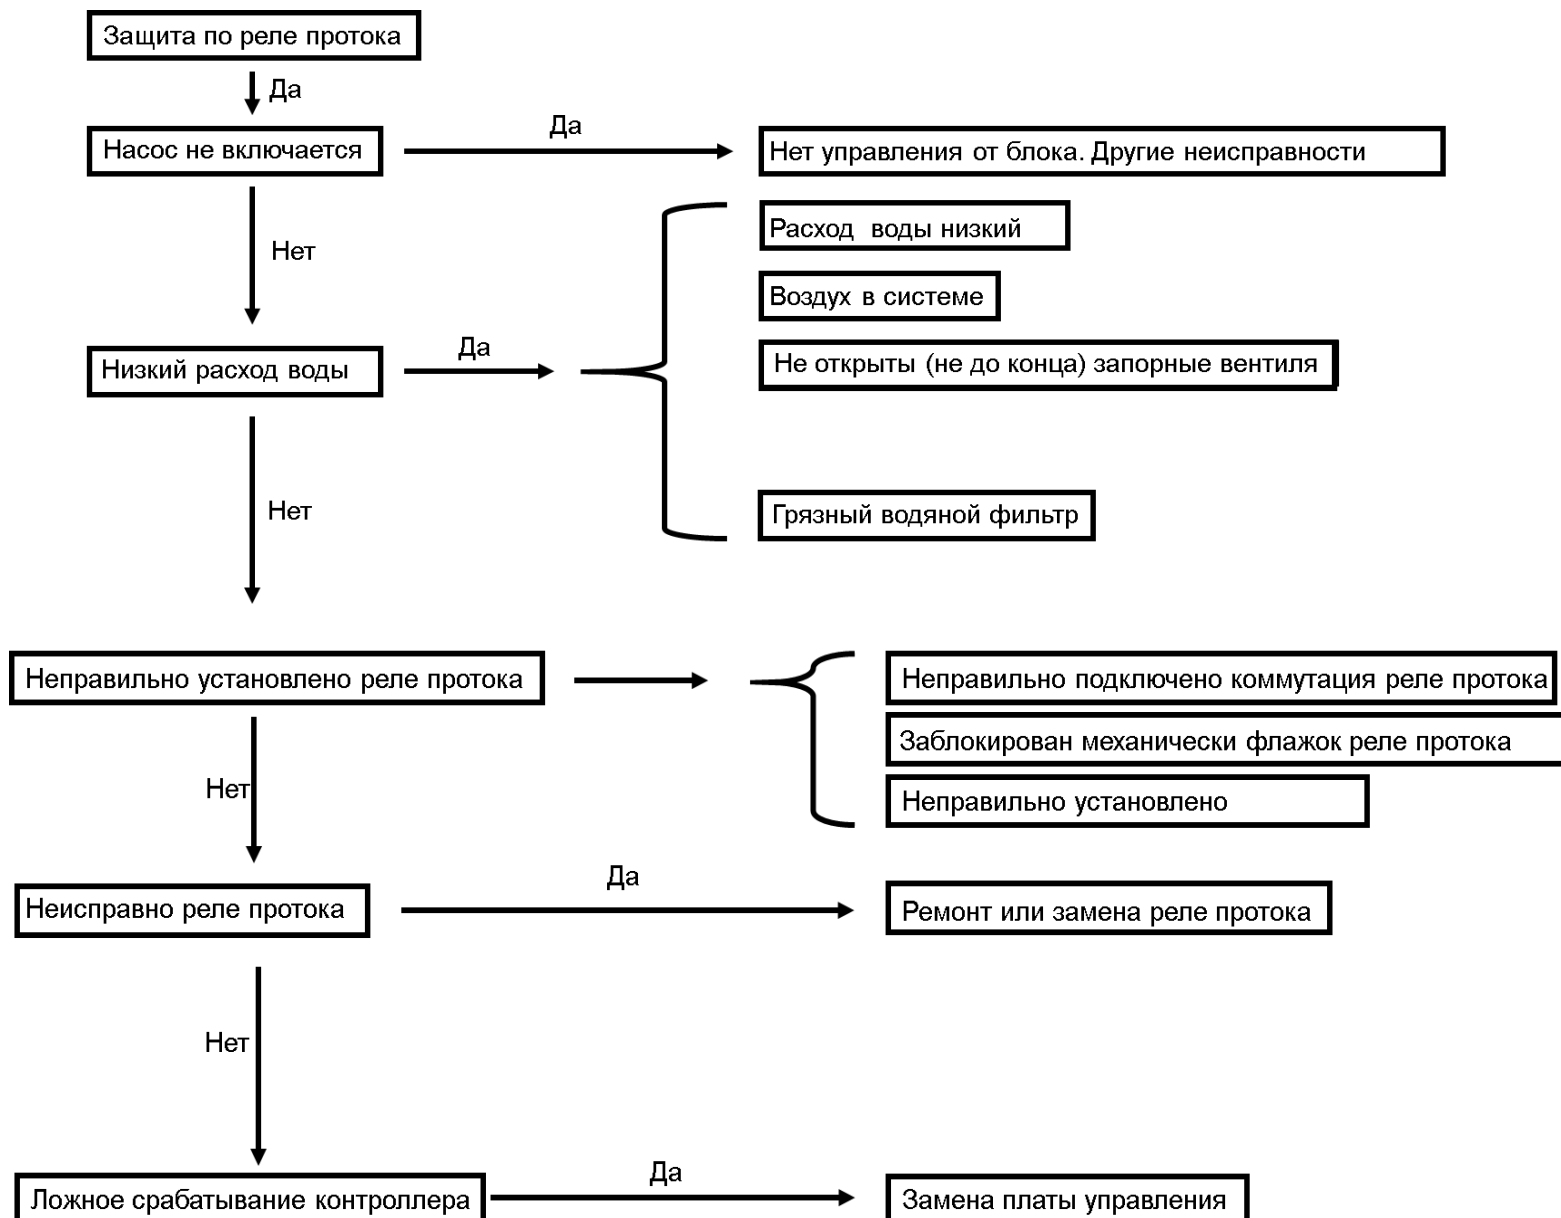 Защита по реле протока
Да
Насос не включается
Да
Нет управления от блока. Другие неисправности
Нет
Расход воды низкий
Воздух в системе
Низкий расход воды
Да
Не открыты (не до конца) запорные вентиля
Грязный водяной фильтр
Нет
Неправильно установлено реле протока
Неправильно подключено коммутация реле протока
Заблокирован механически флажок реле протока
Неправильно установлено
Нет
Неисправно реле протока
Да
Ремонт или замена реле протока
Нет
Ложное срабатывание контроллера
Да
Замена платы управления